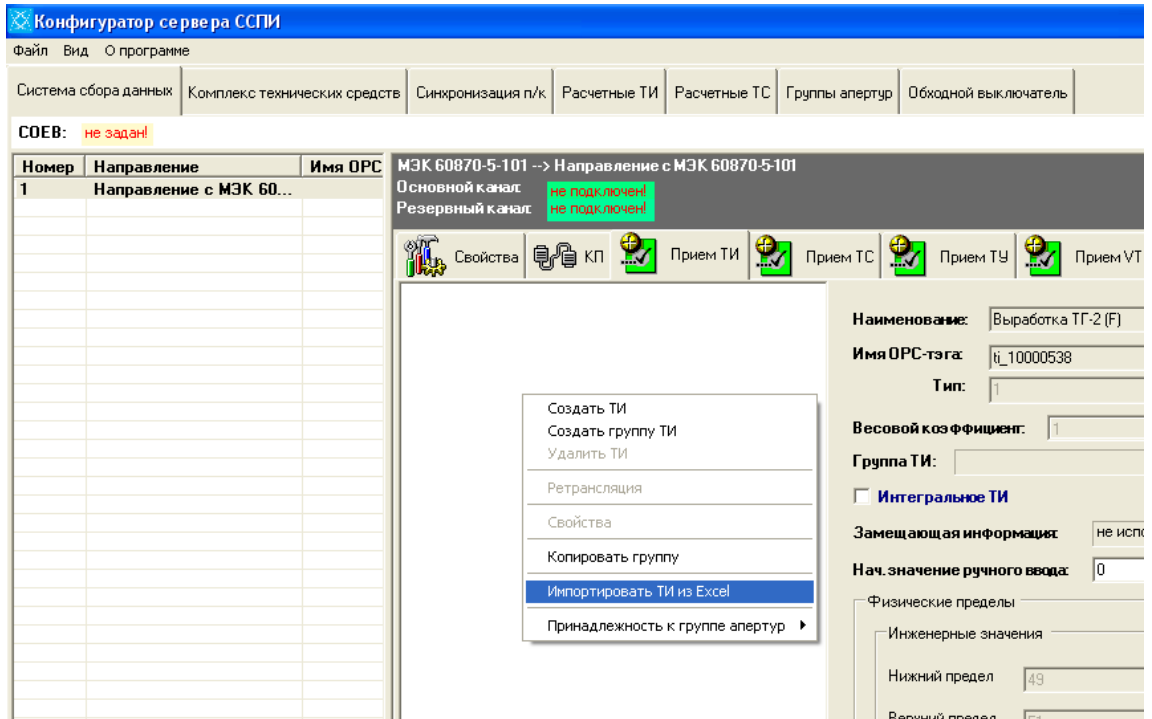 Конфигуратор сервера ССПИ
Файл Вид О программе
Система сбора данных Комплекс технических средств Синхронизация п/к Расчетные ТИ Расчетные ТС Группы апертур Обходной выключатель
СОЕВ: не задан!
Номер Направление Имя OPC
1 Направление с МЭК 60...
МЭК 60870-5-101 --> Направление с МЭК 60870-5-101
Основной канал: не подключен!
Резервный канал: не подключен!
Свойства КП Прием ТИ Прием ТС Прием ТУ Прием VT
Наименование: Выработка ТГ-2 (F)
Имя OPC-тэга: ti_10000538
Тип: 1
Весовой коэффициент: 1
Группа ТИ:
Интегральное ТИ
Замещающая информация:
Нач. значение ручного ввода: 0
Физические пределы
Инженерные значения
Нижний предел 49
Верхний предел 51
Создать ТИ
Создать группу ТИ
Удалить ТИ
Ретрансляция
Свойства
Копировать группу
Импортировать ТИ из Excel
Принадлежность к группе апертур